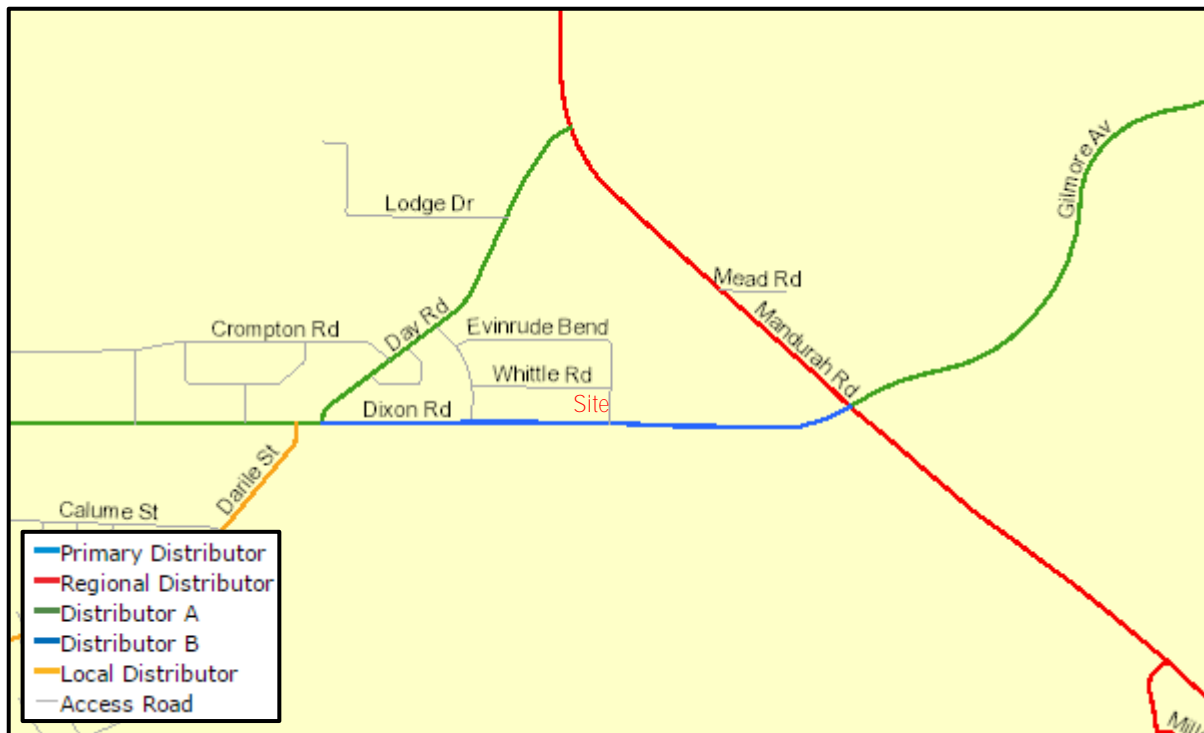 Gilmore Av
Lodge Dr
Mead Rd
Mandurah Rd
Crompton Rd
Day Rd
Evinrude Bend
Whittle Rd
Site
Dixon Rd
Darile St
Calume St
Primary Distributor
Regional Distributor
Distributor A
Distributor B
Local Distributor
Access Road
Mill